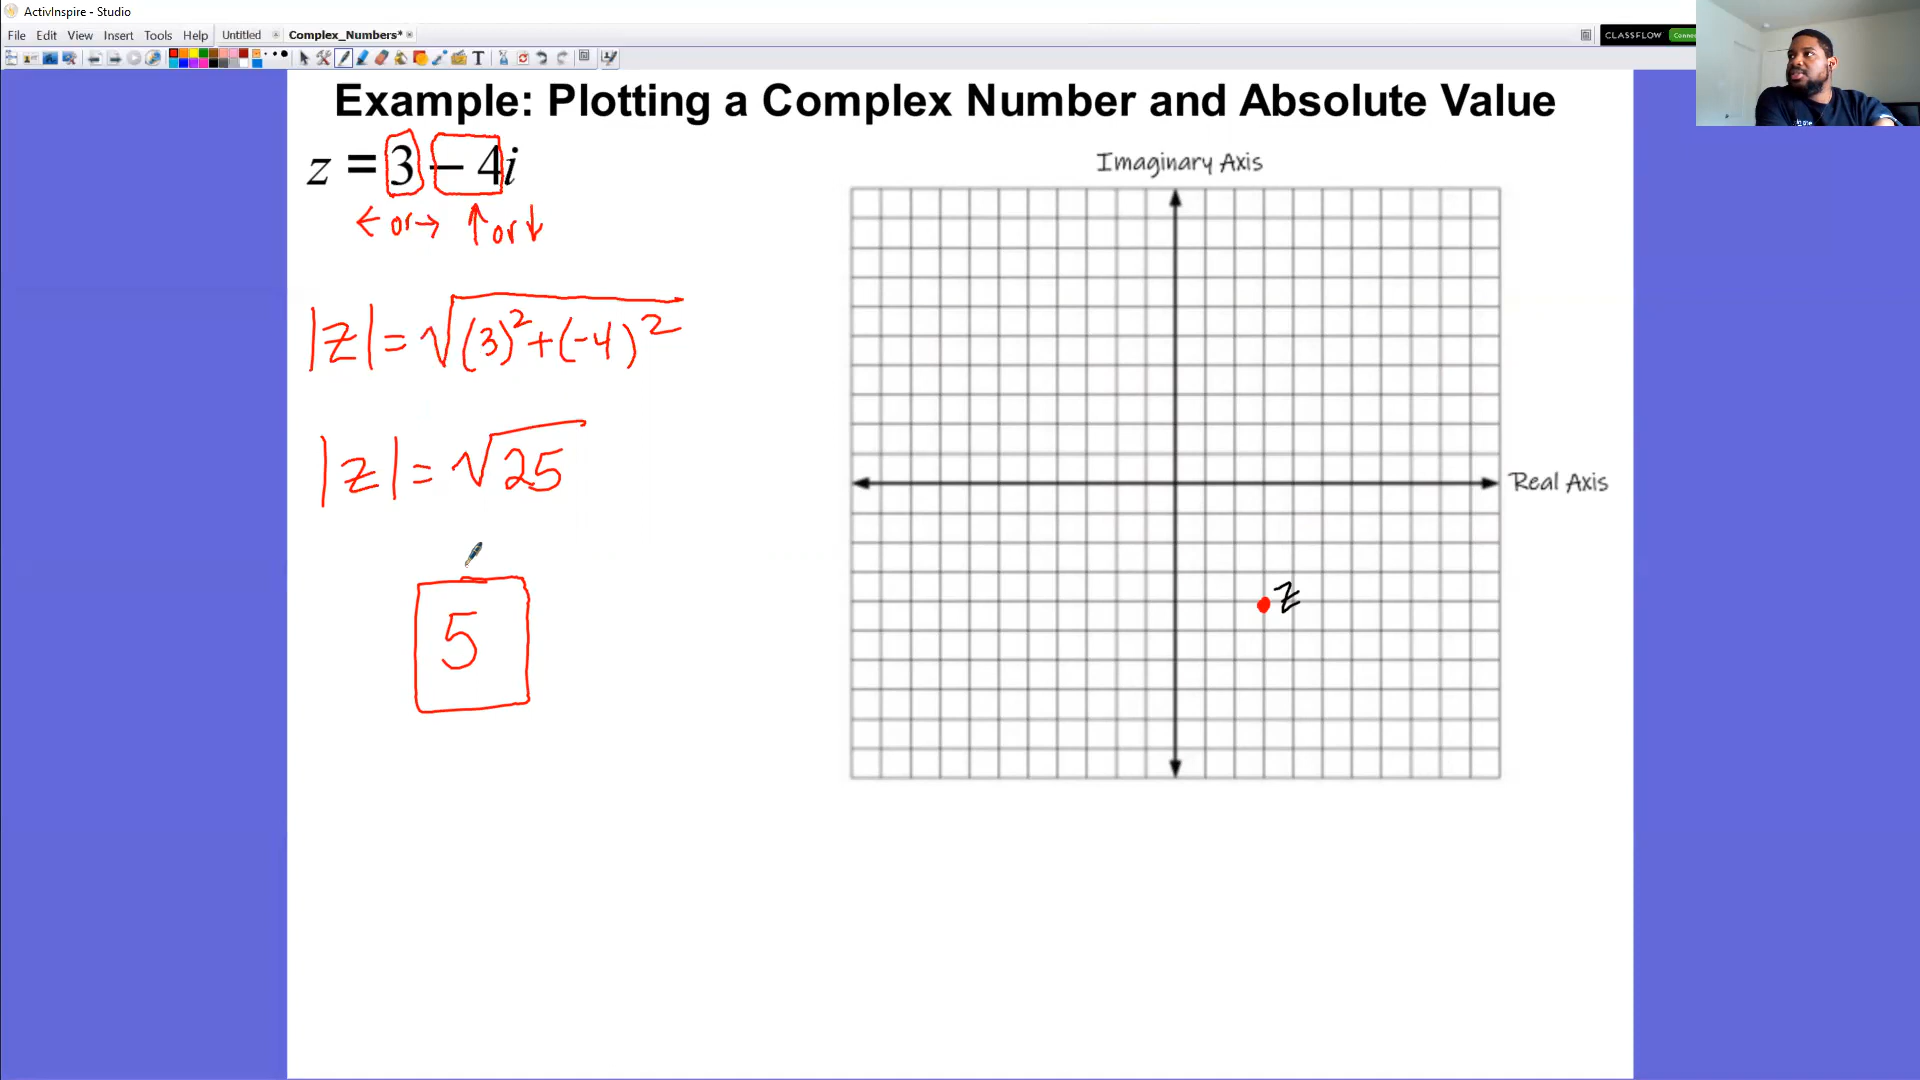 ActivInspire - Studio
File Edit View Insert Tools Help Untitled Complex_Numbers* CLASSFLOW
Example: Plotting a Complex Number and Absolute Value
z = 3 - 4i
← or → ↑ or ↓
|z| = √(3)² + (-4)²
|z| = √25
5
Imaginary Axis
Real Axis
z